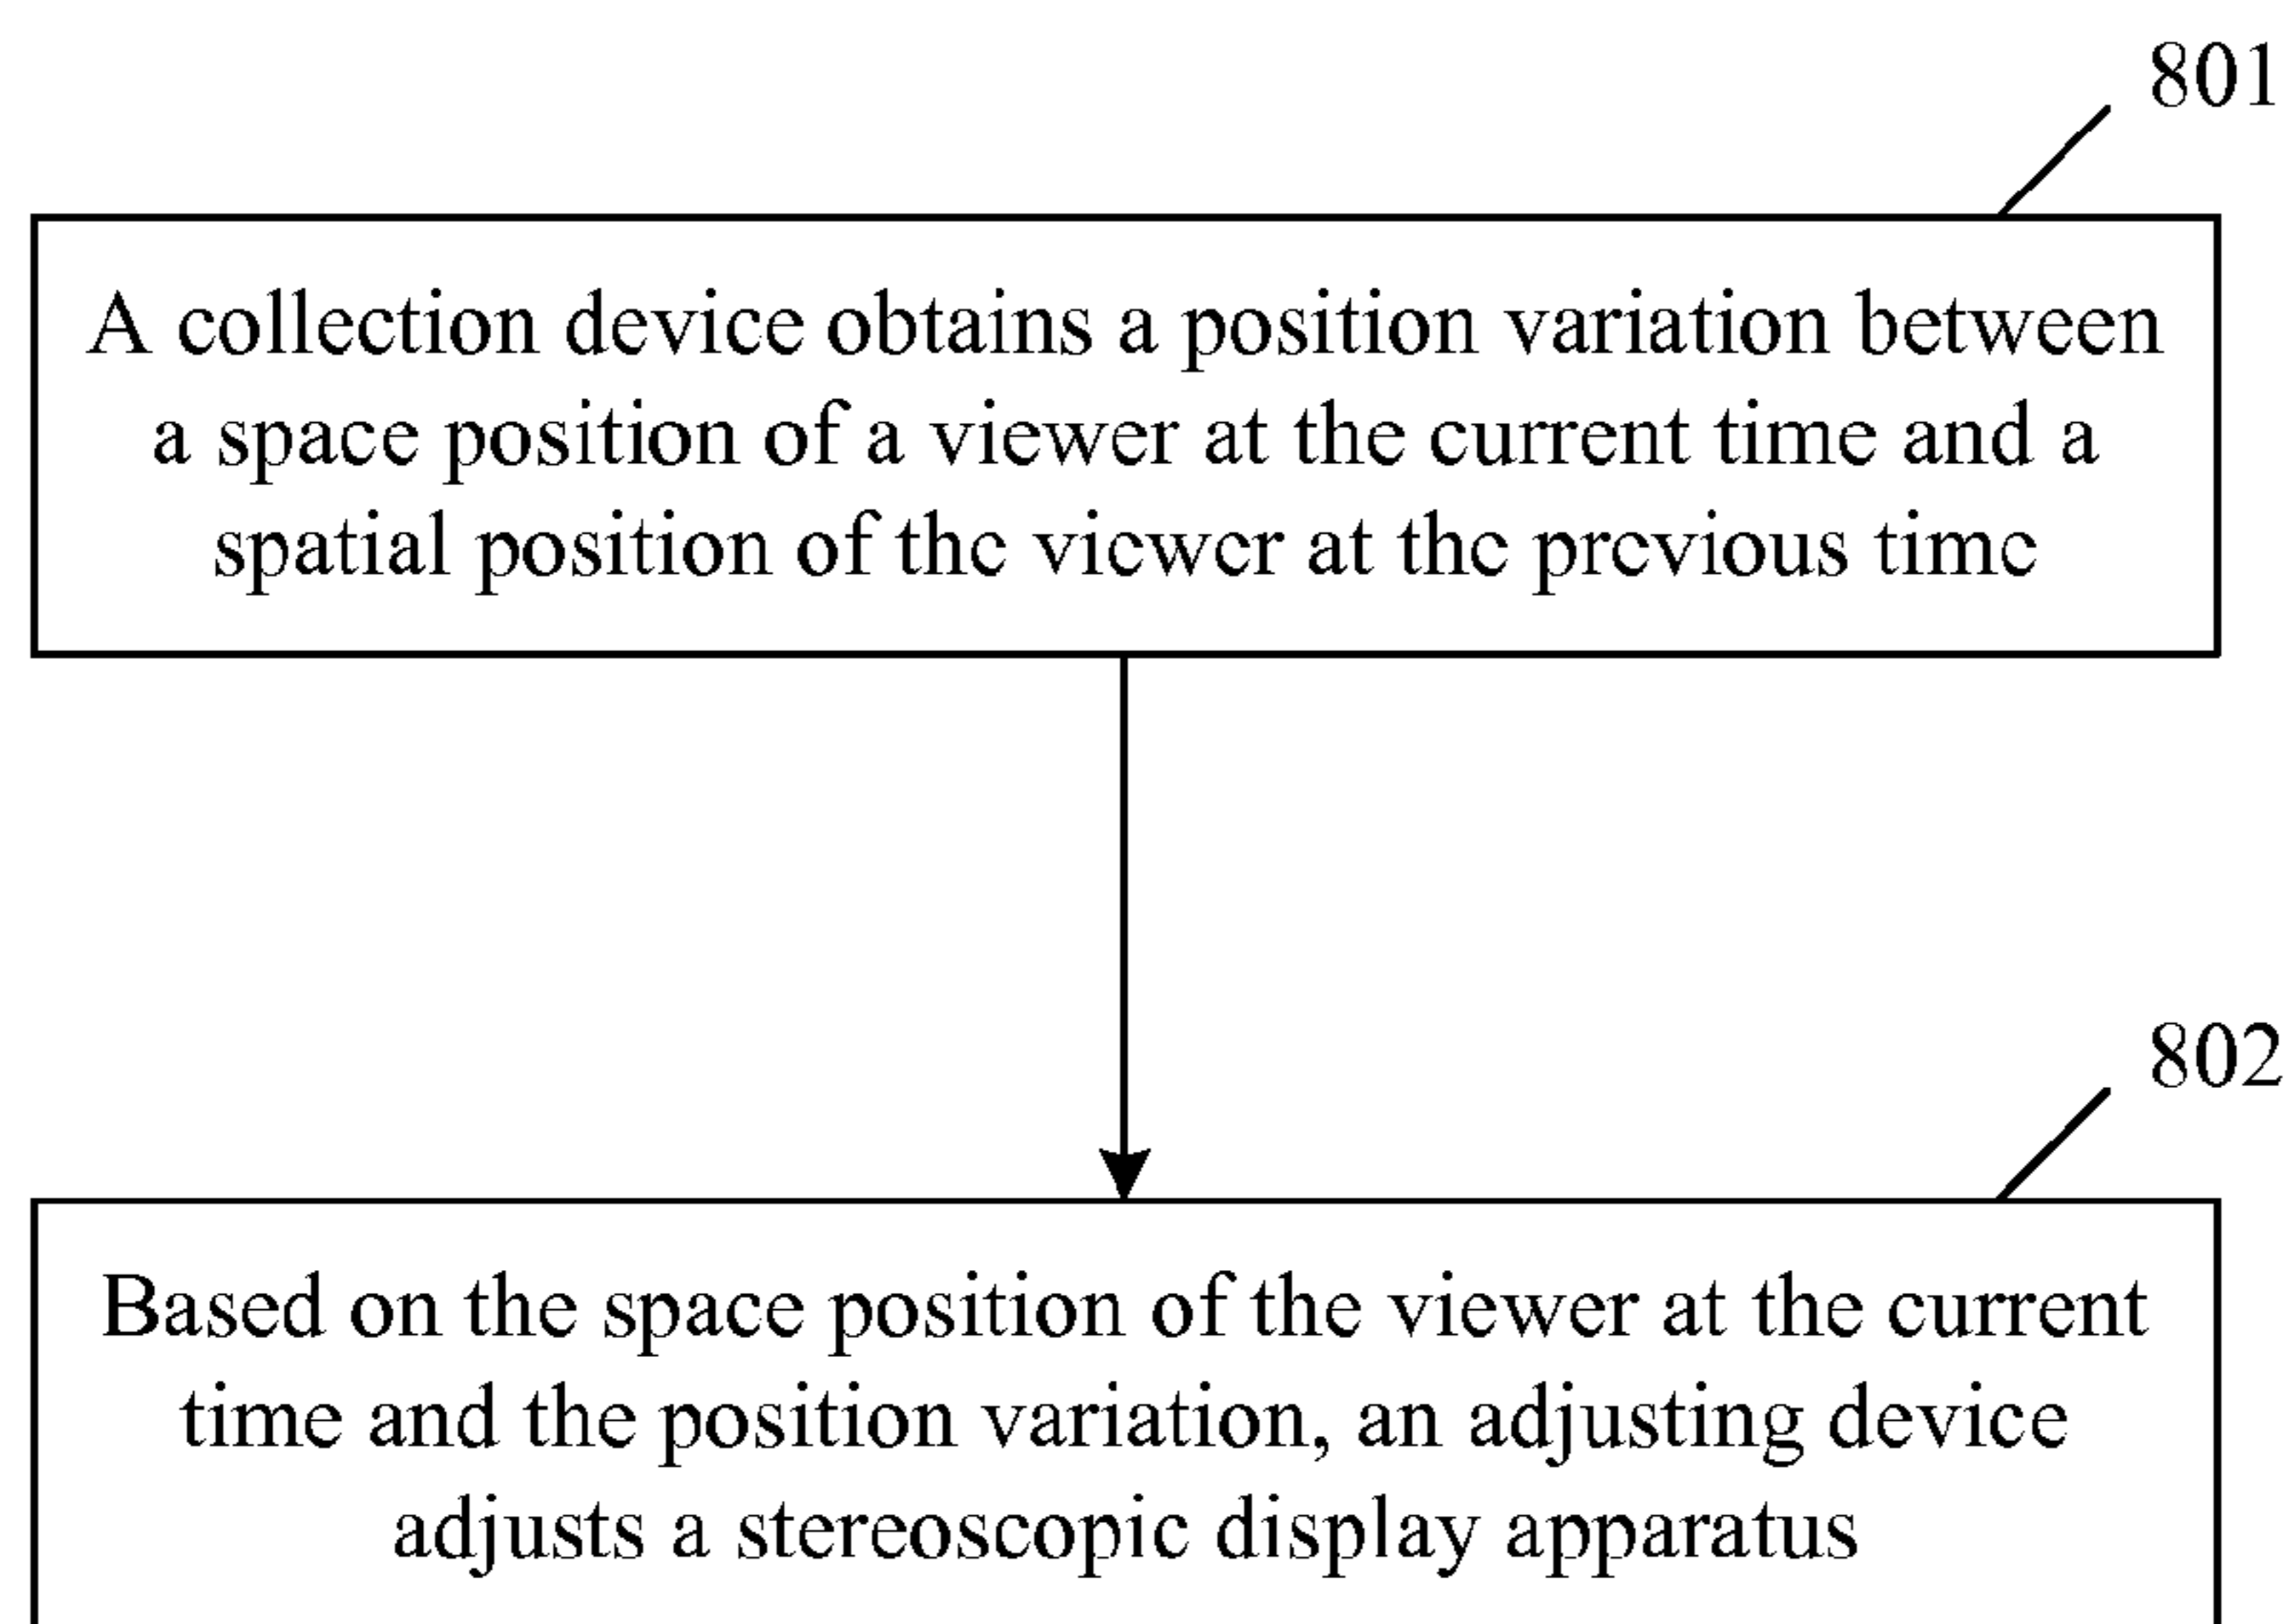 801
A collection device obtains a position variation between
a space position of a viewer at the current time and a
spatial position of the viewer at the previous time
802
Based on the space position of the viewer at the current
time and the position variation, an adjusting device
adjusts a stereoscopic display apparatus